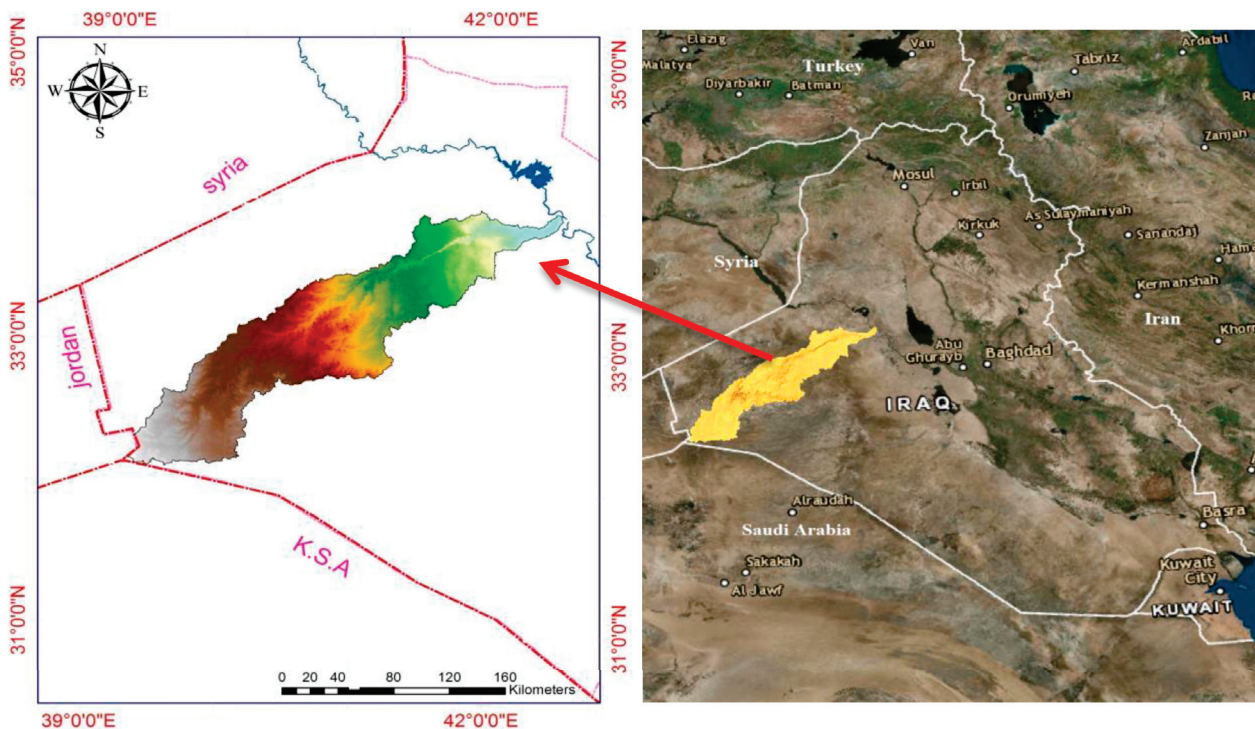 39°0'0"E
42°0'0"E
35°0'0"N
35°0'0"N
N
W
E
S
syria
jordan
33°0'0"N
33°0'0"N
K.S.A
31°0'0"N
31°0'0"N
0 20 40 80 120 160
Kilometers
39°0'0"E
42°0'0"E
Elazig
Van
Ardabil
Malatya
Turkey
Tabriz
Diyarbakir
Batman
Orumiyeh
Zanjan
Mosul
Irbil
As Sulaymaniyah
Kirkuk
Sanandaj
Ham
Syria
Kermanshah
Iran
Khor
Abu
Ghurayb
Baghdad
IRAQ
Alraudah
Basra
Saudi Arabia
Sakakah
Al Jawf
Kuwait
City
KUWAIT